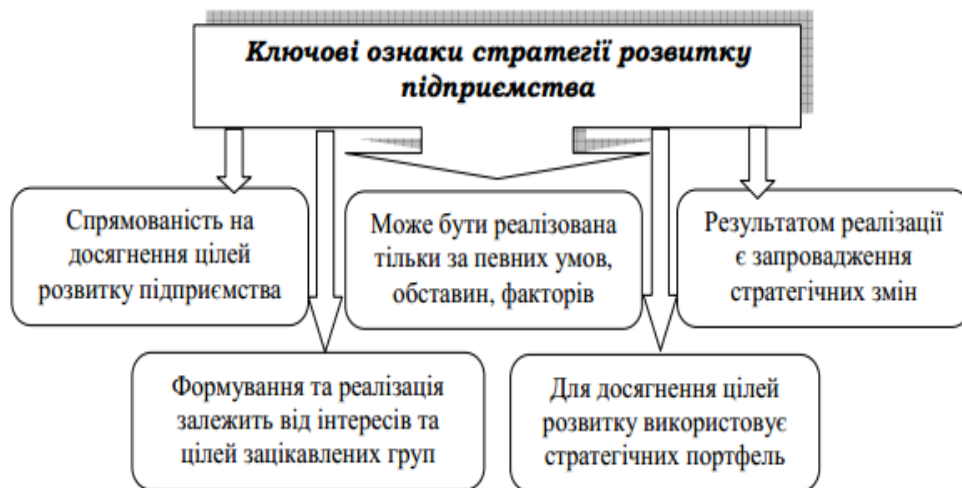 Ключові ознаки стратегії розвитку
підприємства
Спрямованість на
досягнення цілей
розвитку підприємства
Може бути реалізована
тільки за певних умов,
обставин, факторів
Результатом реалізації
є запровадження
стратегічних змін
Формування та реалізація
залежить від інтересів та
цілей зацікавлених груп
Для досягнення цілей
розвитку використовує
стратегічних портфель